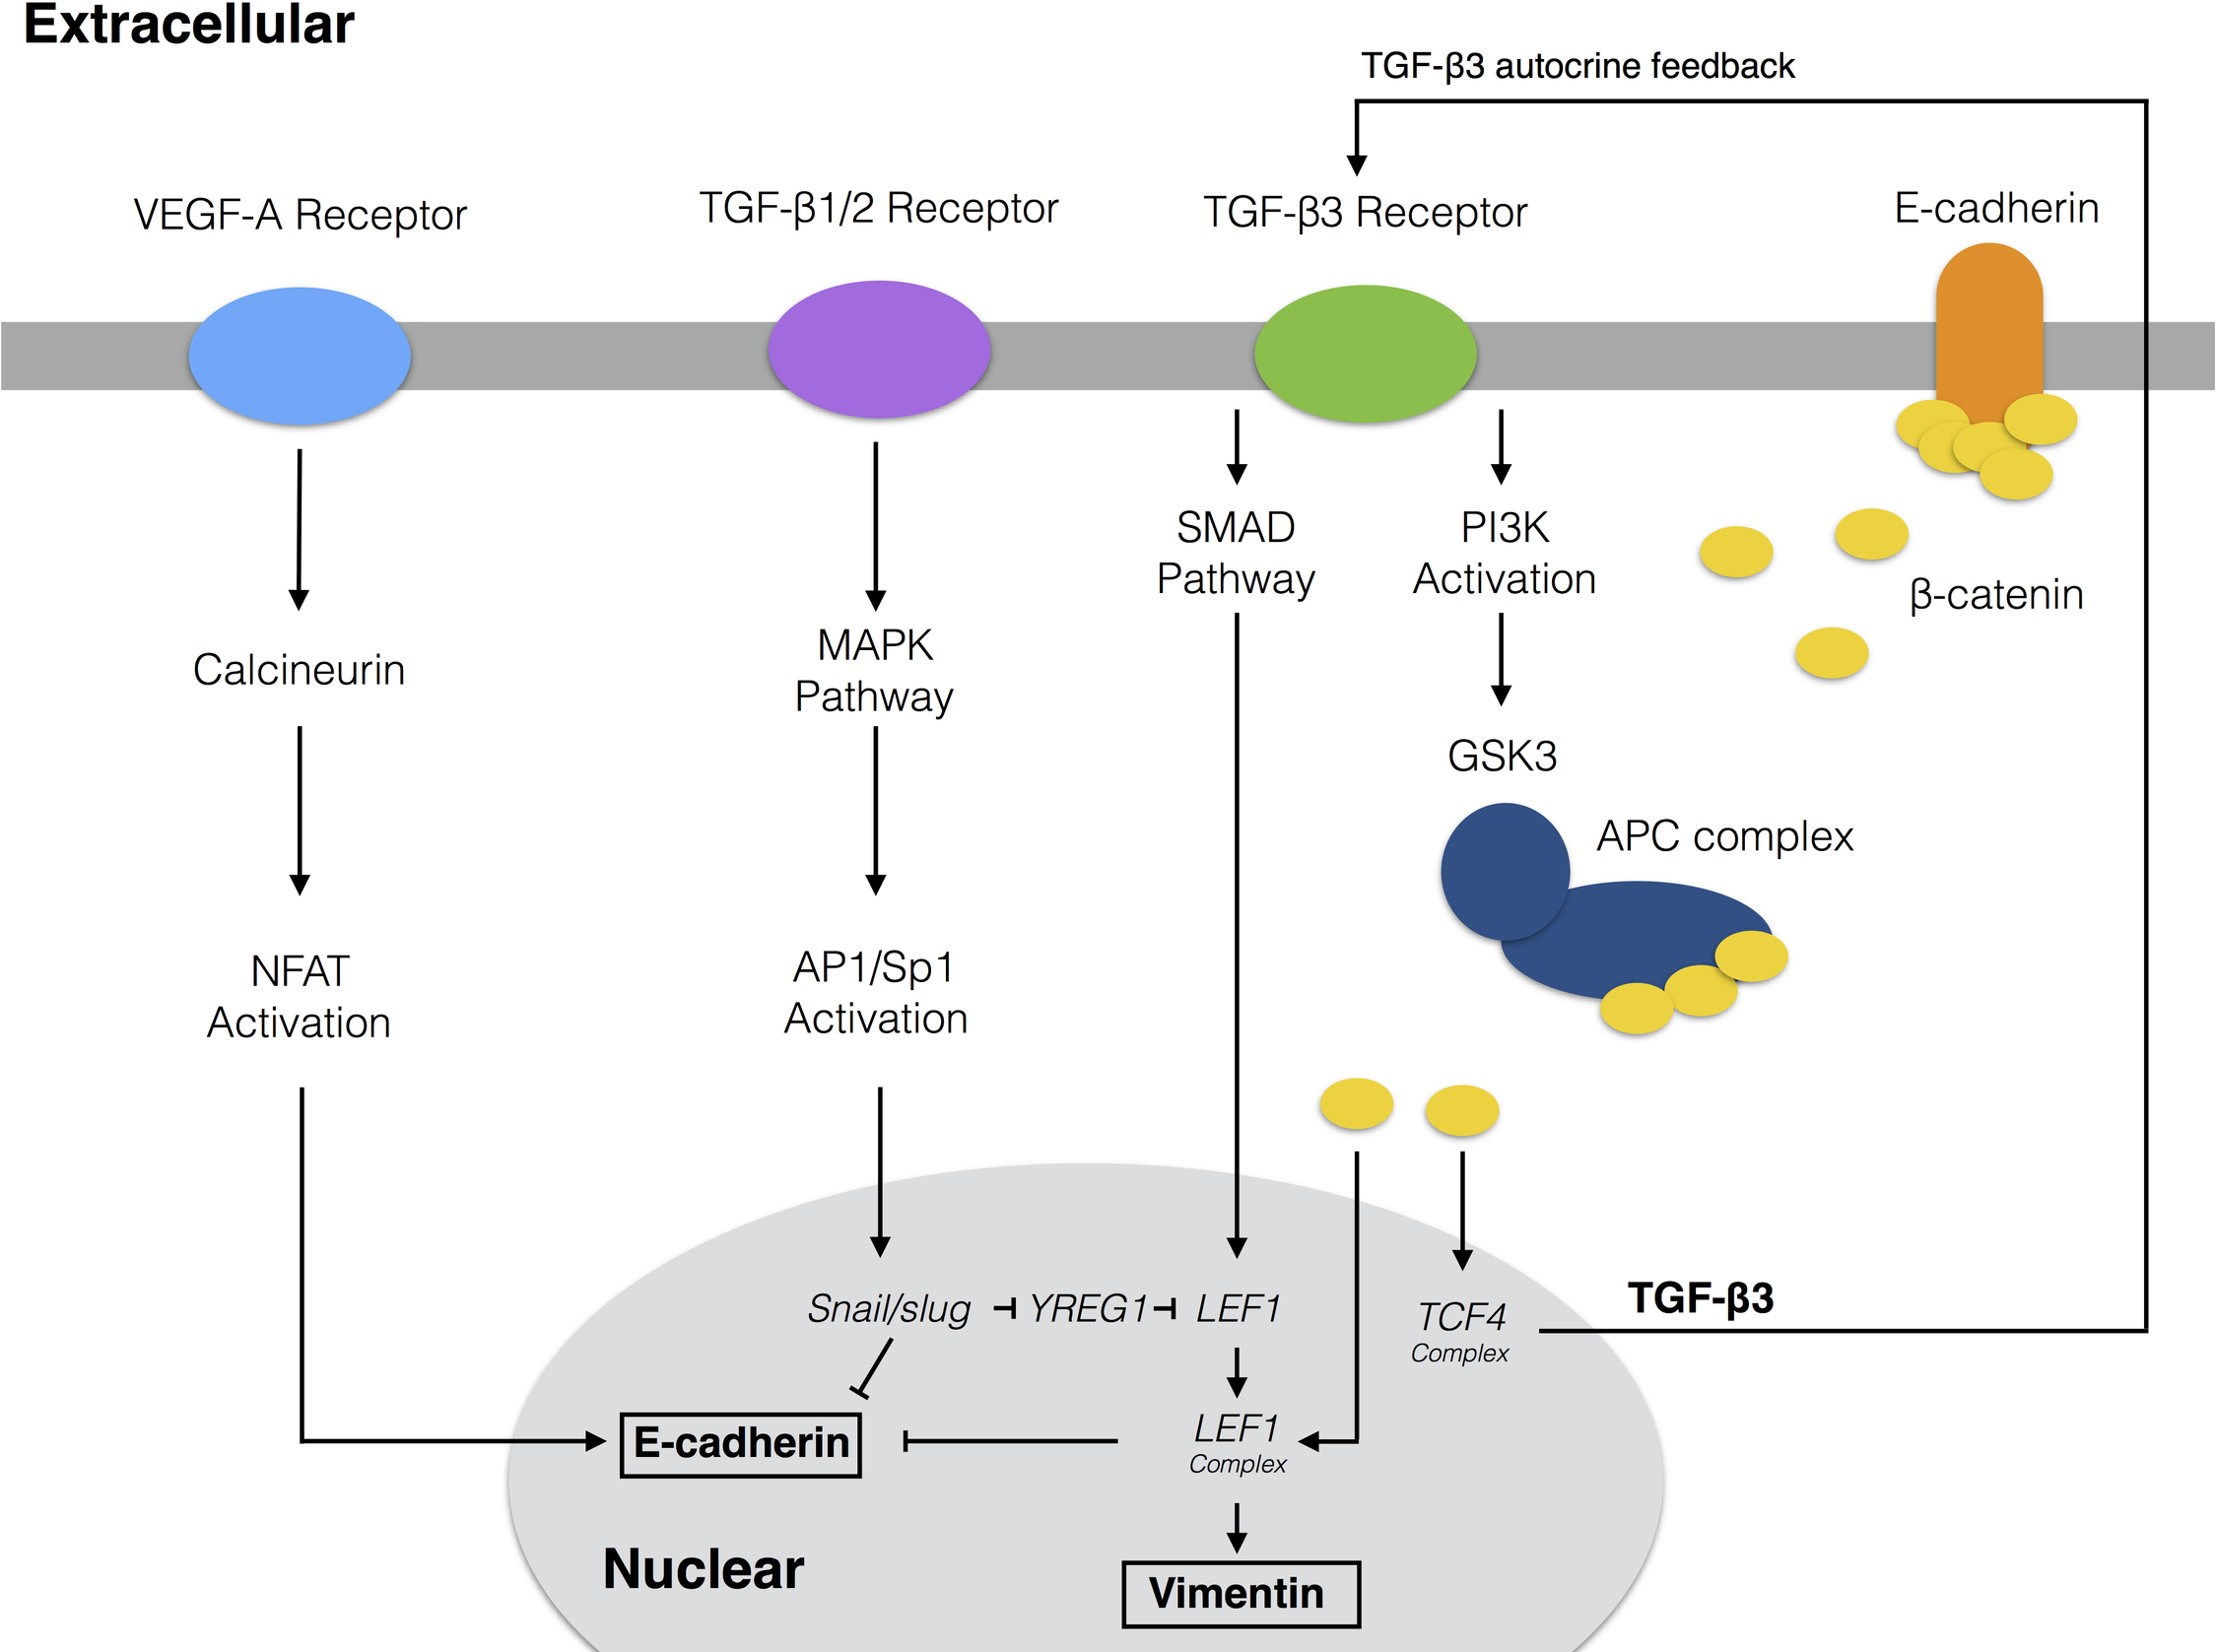 Extracellular
TGF-β3 autocrine feedback
VEGF-A Receptor
TGF-β1/2 Receptor
TGF-β3 Receptor
E-cadherin
SMAD
Pathway
PI3K
Activation
β-catenin
Calcineurin
MAPK
Pathway
GSK3
APC complex
NFAT
Activation
AP1/Sp1
Activation
Snail/slug
YREG1
LEF1
TCF4
Complex
TGF-β3
E-cadherin
LEF1
Complex
Nuclear
Vimentin